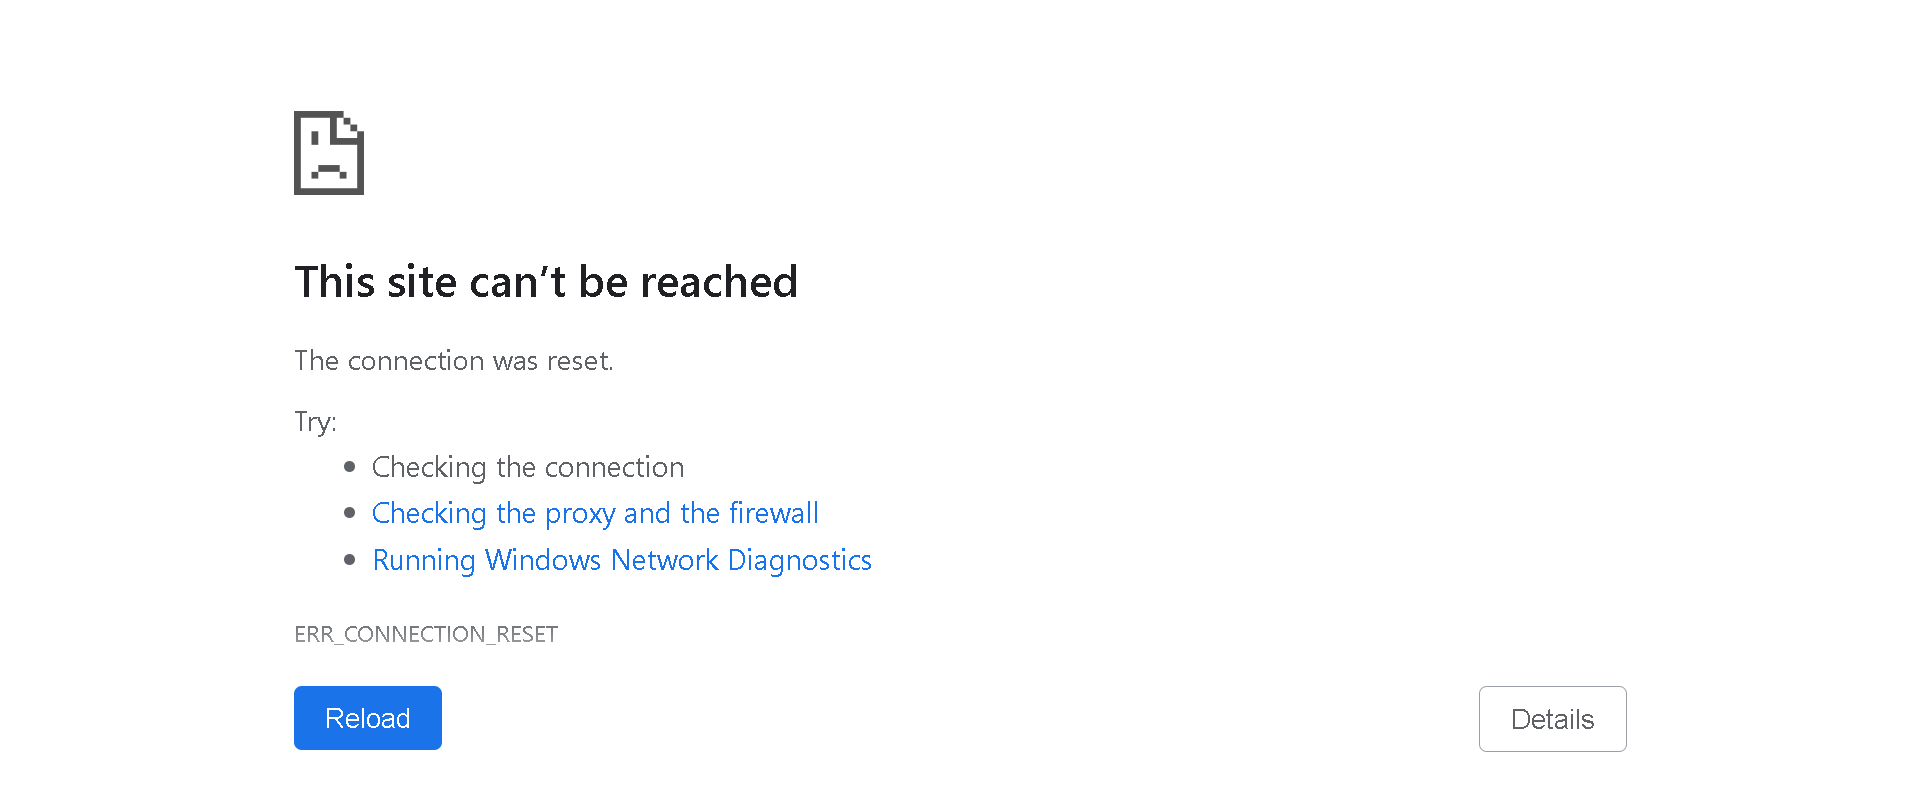 This site can’t be reached
The connection was reset.
Try:
Checking the connection
Checking the proxy and the firewall
Running Windows Network Diagnostics
ERR_CONNECTION_RESET
Reload
Details